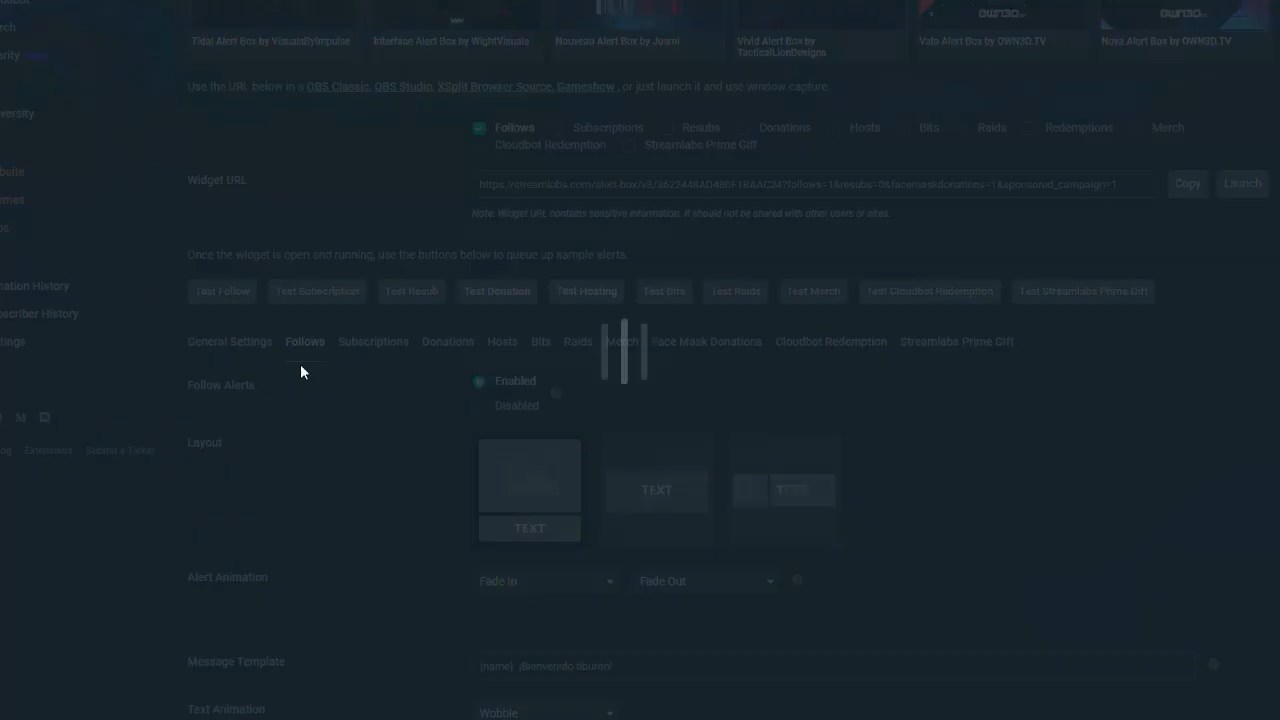 Tidal Alert Box by VisualsByImpulse
Interface Alert Box by WightVisuals
Nouveau Alert Box by Josmi
Vivid Alert Box by TacticalLionDesigns
Valo Alert Box by OWN3D.TV
Nova Alert Box by OWN3D.TV
Use the URL below in a OBS Classic, OBS Studio, XSplit Browser Source, Gameshow , or just launch it and use window capture.
Follows Subscriptions Resubs Donations Hosts Bits Raids Redemptions Merch
Cloudbot Redemption Streamlabs Prime Gift
Widget URL
Copy Launch
Note. Widget URL contains sensitive information. It should not be shared with other users or sites.
Once the widget is open and running, use the buttons below to queue up sample alerts.
Test Follow Test Subscription Test Resub Test Donation Test Hosting Test Bits Test Raids Test Merch Test Cloudbot Redemption Test Streamlabs Prime Gift
General Settings Follows Subscriptions Donations Hosts Bits Raids Merch Face Mask Donations Cloudbot Redemption Streamlabs Prime Gift
Follow Alerts
Enabled
Disabled
Layout
TEXT
TEXT
TEXT
Alert Animation
Fade In Fade Out
Message Template
{name} ¡Bienvenido tiburon!
Text Animation
Wobble
Extensions Submit a Ticket